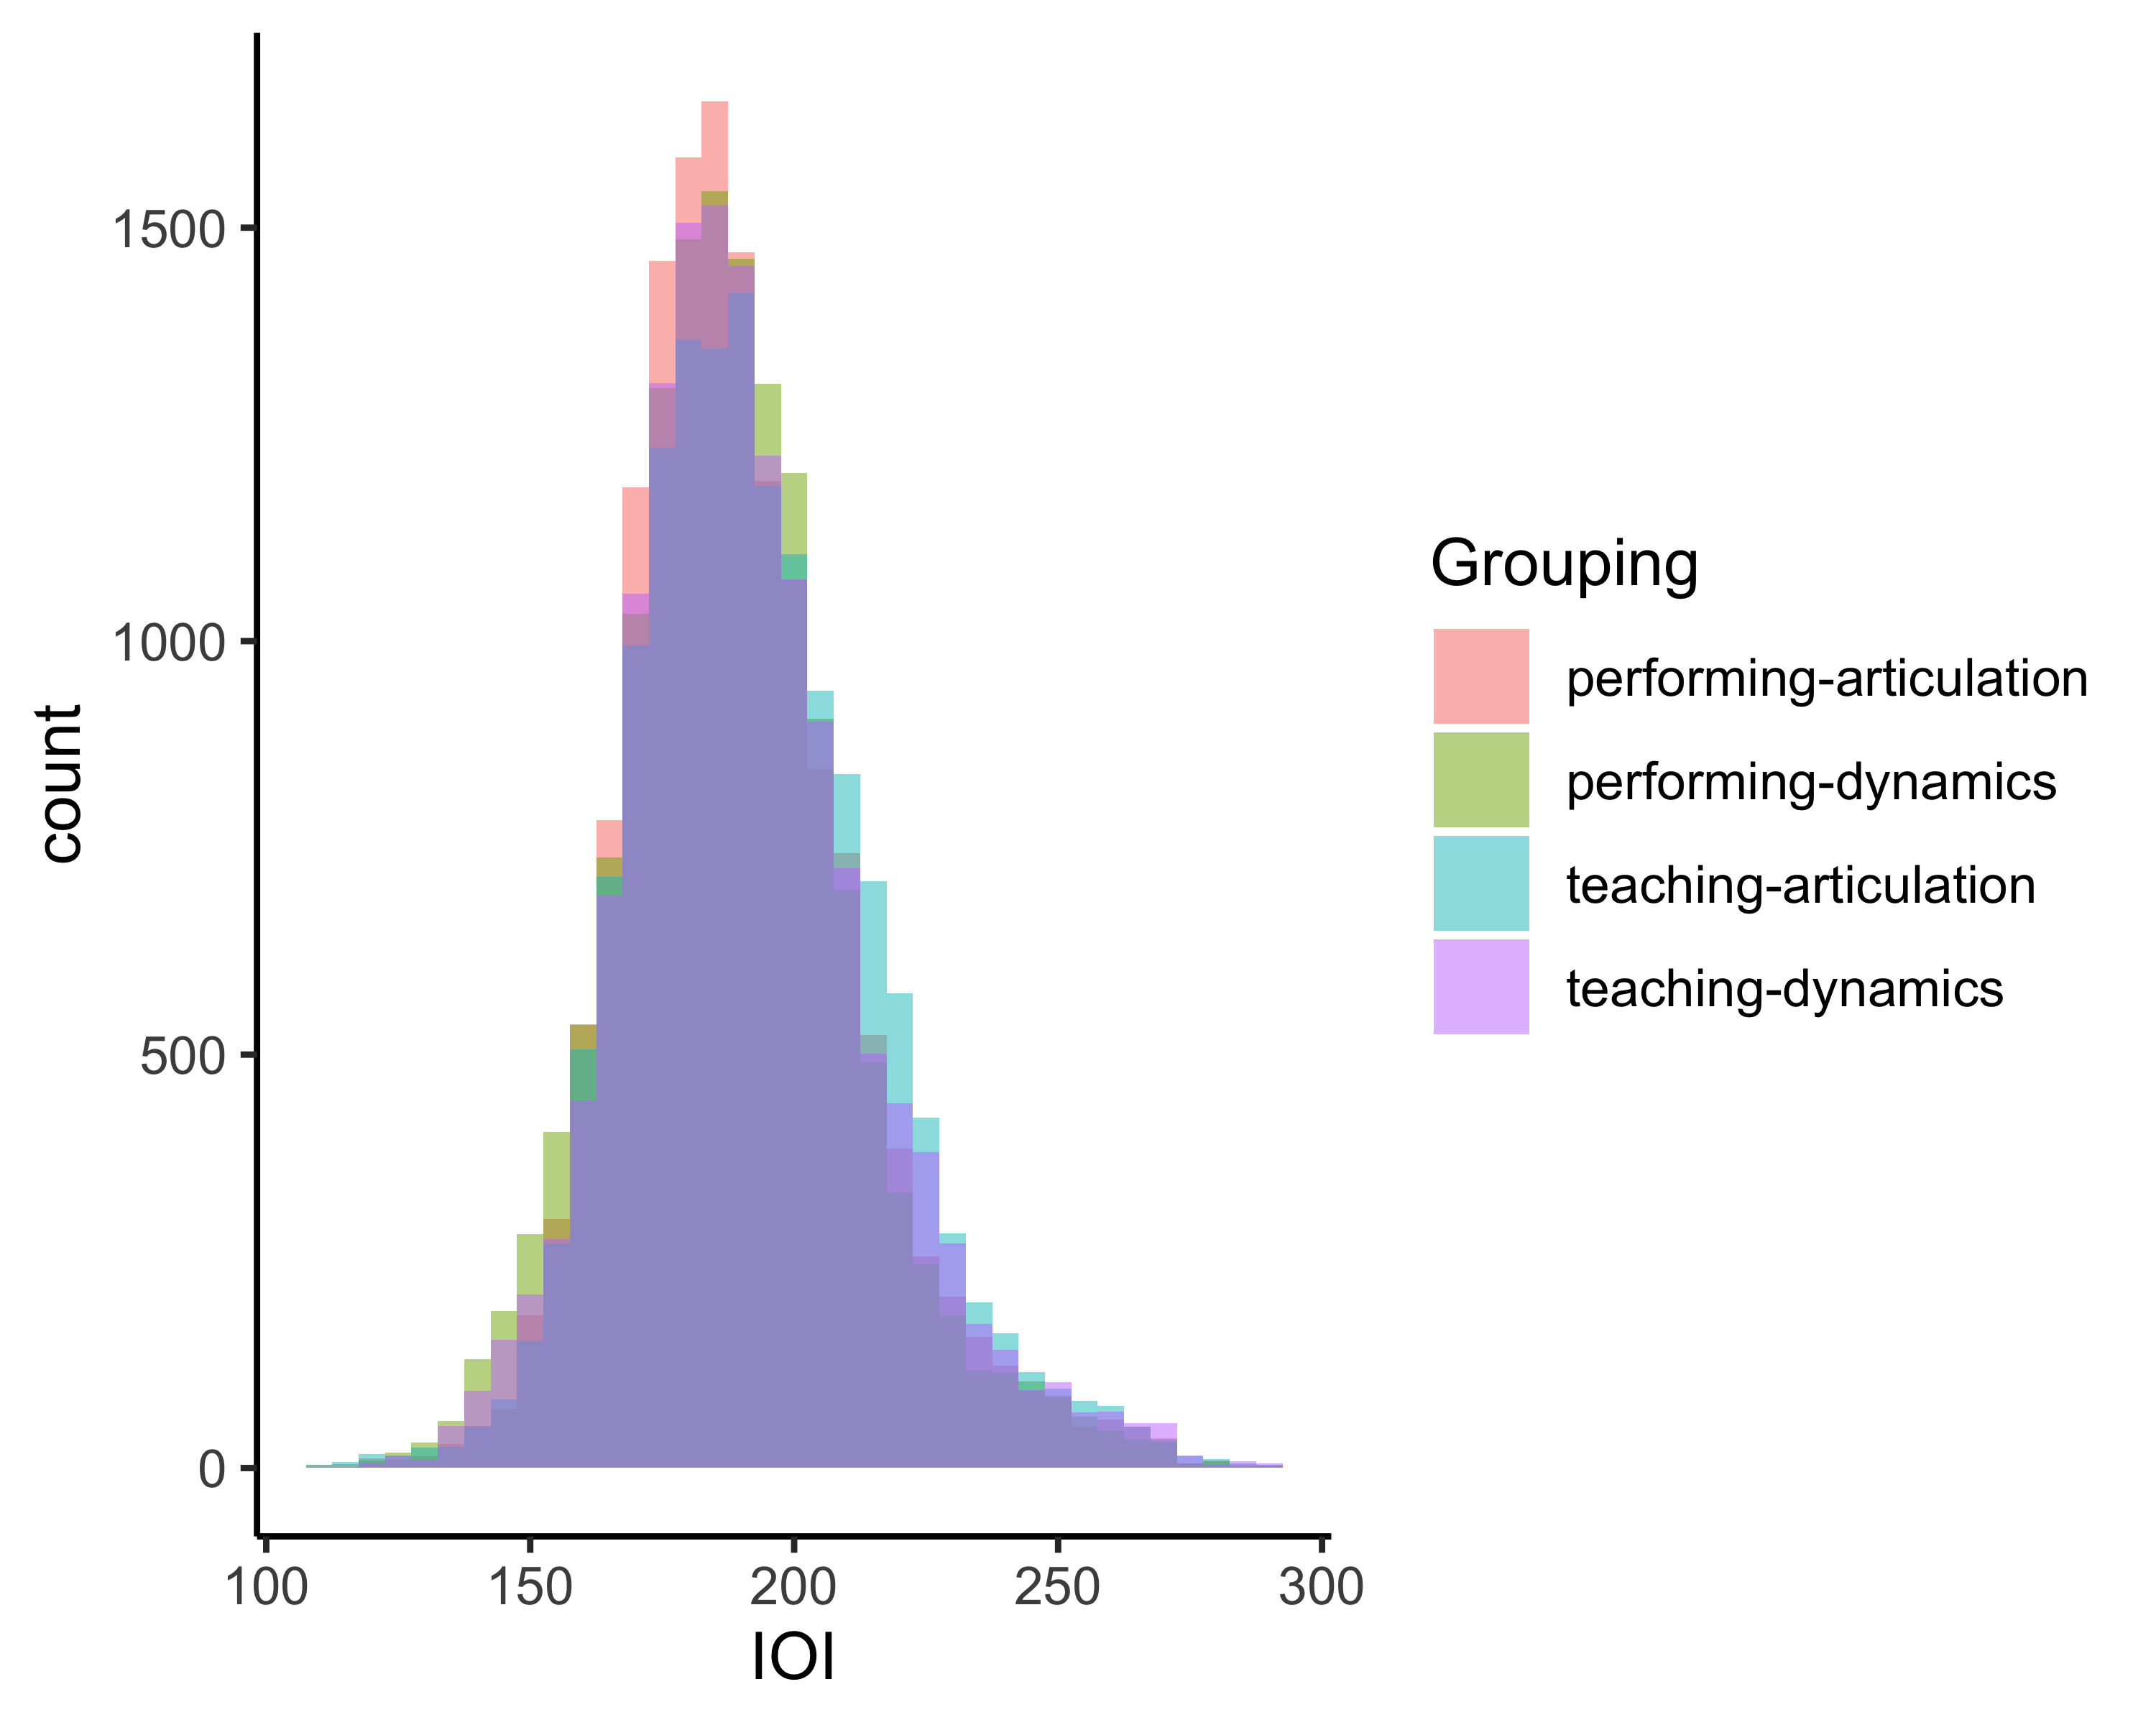 1500
1000
500
0
count
100 150 200 250 300
IOI
Grouping
performing-articulation
performing-dynamics
teaching-articulation
teaching-dynamics